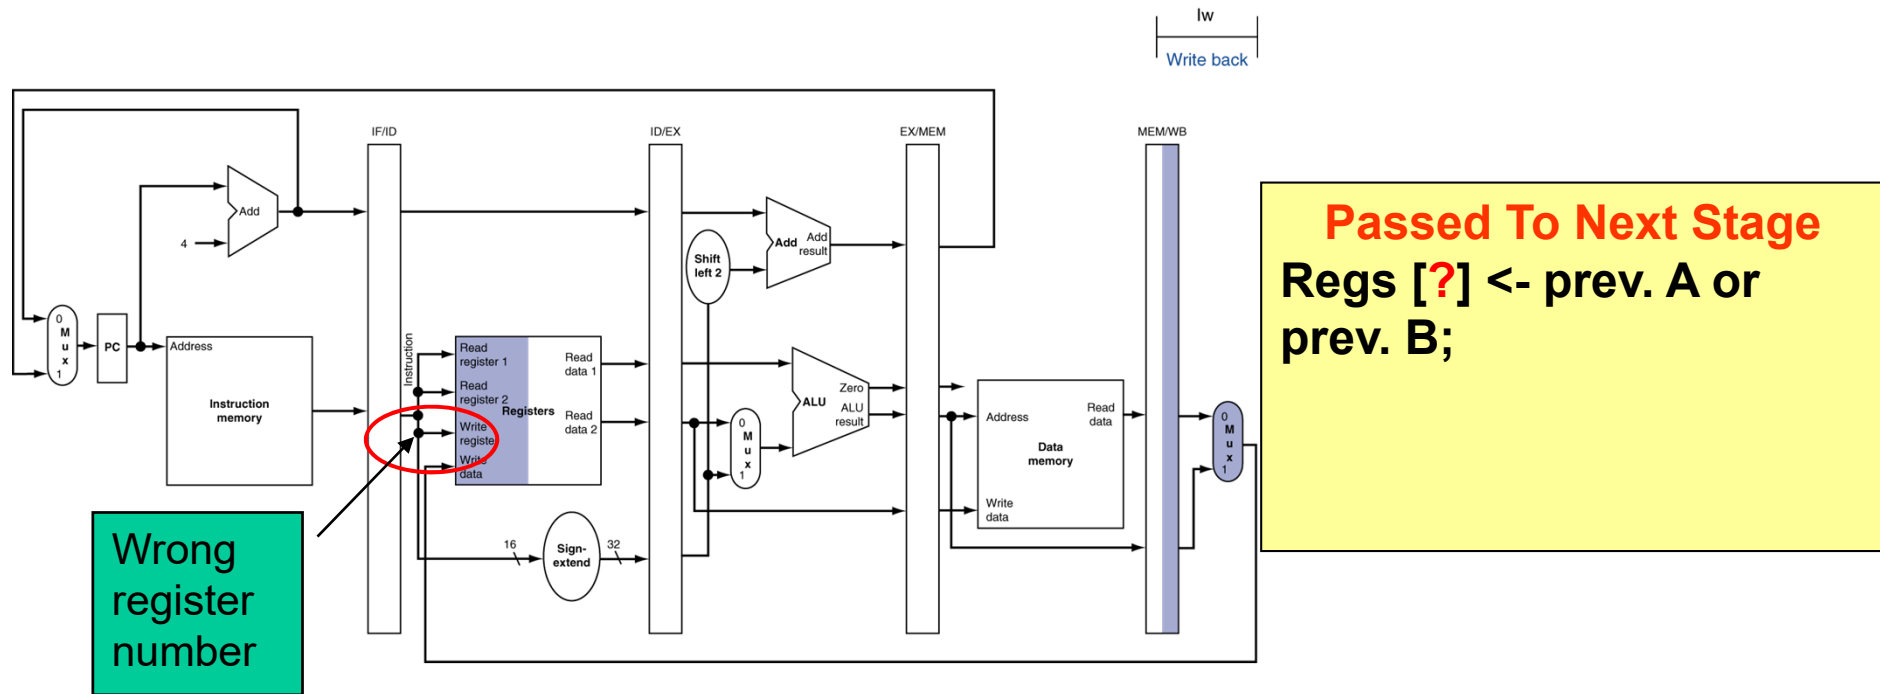 lw
Write back
IF/ID
ID/EX
EX/MEM
MEM/WB
Add
4
Add
Add
result
Shift
left 2
0
M
u
x
1
PC
Address
Instruction
memory
Instruction
Read
register 1
Read
register 2
Registers
Write
register
Write
data
Read
data 1
Read
data 2
0
M
u
x
1
ALU
Zero
ALU
result
Address
Read
data
Data
memory
Write
data
0
M
u
x
1
16
Sign-
extend
32
Wrong
register
number
Passed To Next Stage
Regs [?] <- prev. A or
prev. B;